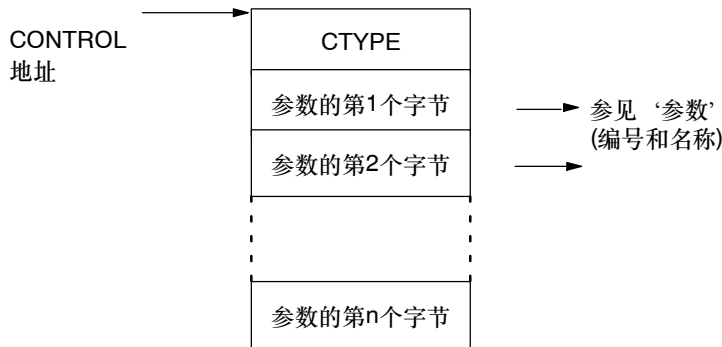 CONTROL
地址
CTYPE
参数的第1个字节
参数的第2个字节
参见 ‘参数’
(编号和名称)
参数的第n个字节